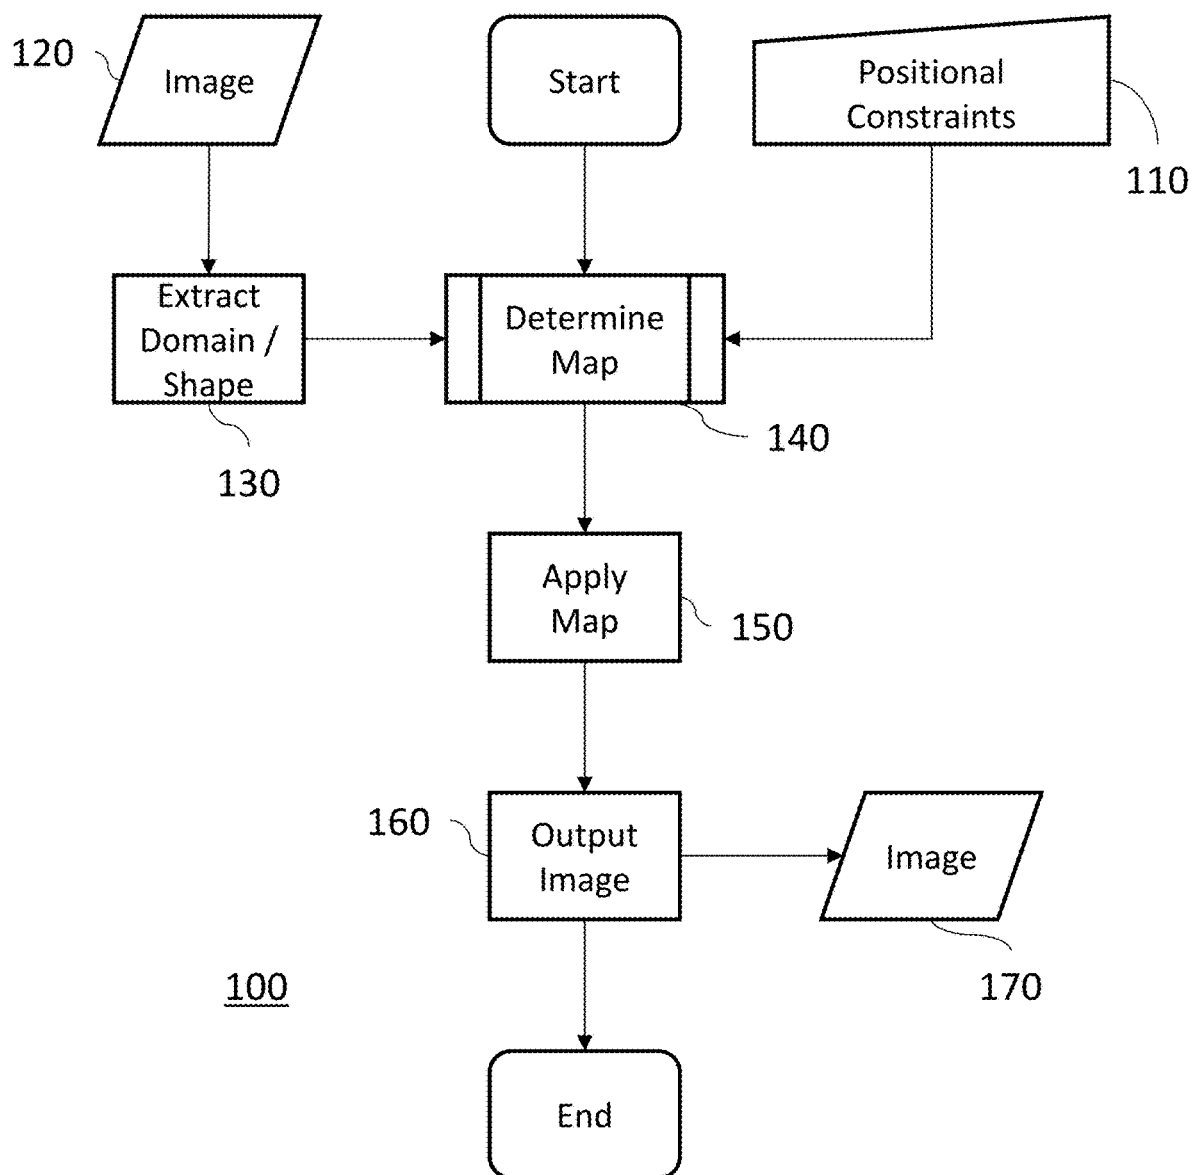 120
Image
Start
Positional
Constraints
110
Extract
Domain /
Shape
130
Determine
Map
140
Apply
Map
150
160
Output
Image
Image
170
100
End